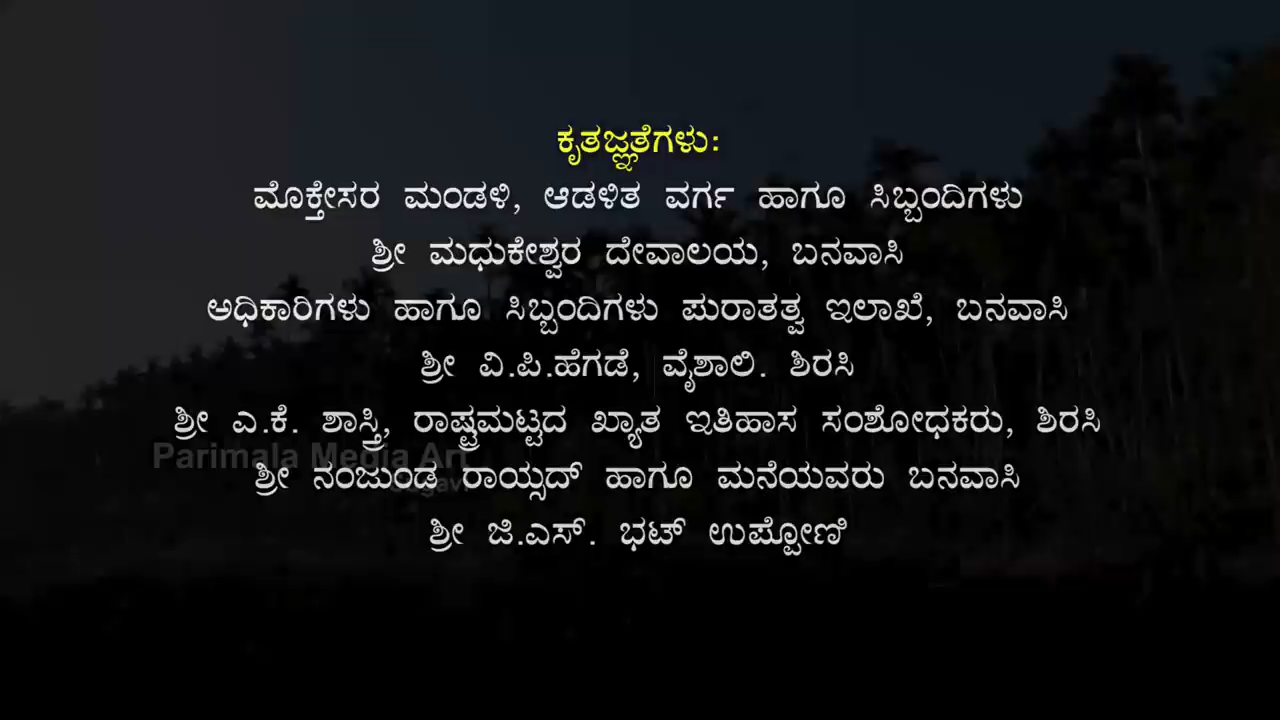 ಕೃತಜ್ಞತೆಗಳು:
ಮೊಕ್ತೇಸರ ಮಂಡಳಿ, ಆಡಳಿತ ವರ್ಗ ಹಾಗೂ ಸಿಬ್ಬಂದಿಗಳು
ಶ್ರೀ ಮಧುಕೇಶ್ವರ ದೇವಾಲಯ, ಬನವಾಸಿ
ಅಧಿಕಾರಿಗಳು ಹಾಗೂ ಸಿಬ್ಬಂದಿಗಳು ಪುರಾತತ್ವ ಇಲಾಖೆ, ಬನವಾಸಿ
ಶ್ರೀ ವಿ.ಪಿ.ಹೆಗಡೆ, ವೈಶಾಲಿ. ಶಿರಸಿ
ಶ್ರೀ ಎ.ಕೆ. ಶಾಸ್ತ್ರಿ, ರಾಷ್ಟ್ರಮಟ್ಟದ ಖ್ಯಾತ ಇತಿಹಾಸ ಸಂಶೋಧಕರು, ಶಿರಸಿ
Parimala Media Art
ಶ್ರೀ ನಂಜುಂಡ ರಾಯ್ಸದ್ ಹಾಗೂ ಮನೆಯವರು ಬನವಾಸಿ
ಶ್ರೀ ಜಿ.ಎಸ್. ಭಟ್ ಉಪ್ಪೋಣಿ